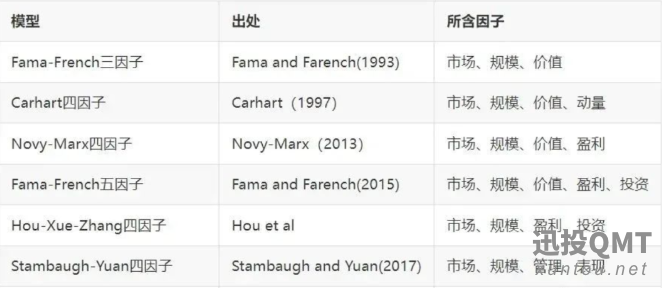 模型 出处 所含因子
Fama-French三因子 Fama and Farench(1993) 市场、规模、价值
Carhart四因子 Carhart（1997） 市场、规模、价值、动量
Novy-Marx四因子 Novy-Marx（2013） 市场、规模、价值、盈利
Fama-French五因子 Fama and Farench(2015) 市场、规模、价值、盈利、投资
Hou-Xue-Zhang四因子 Hou et al 市场、规模、盈利、投资
Stambaugh-Yuan四因子 Stambaugh and Yuan(2017) 市场、规模、管理、表现
迅投QMT
xuntou.net